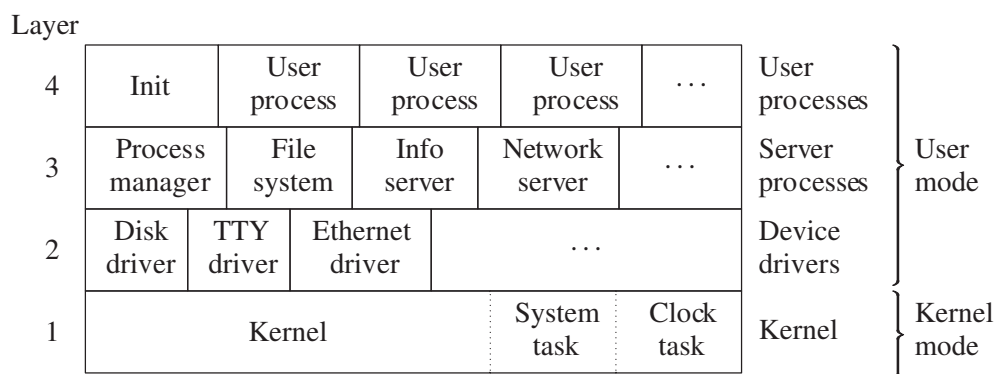 Layer
4 Init User process User process User process ... User processes
3 Process manager File system Info server Network server ... Server processes User mode
2 Disk driver TTY driver Ethernet driver ... Device drivers
1 Kernel System task Clock task Kernel Kernel mode